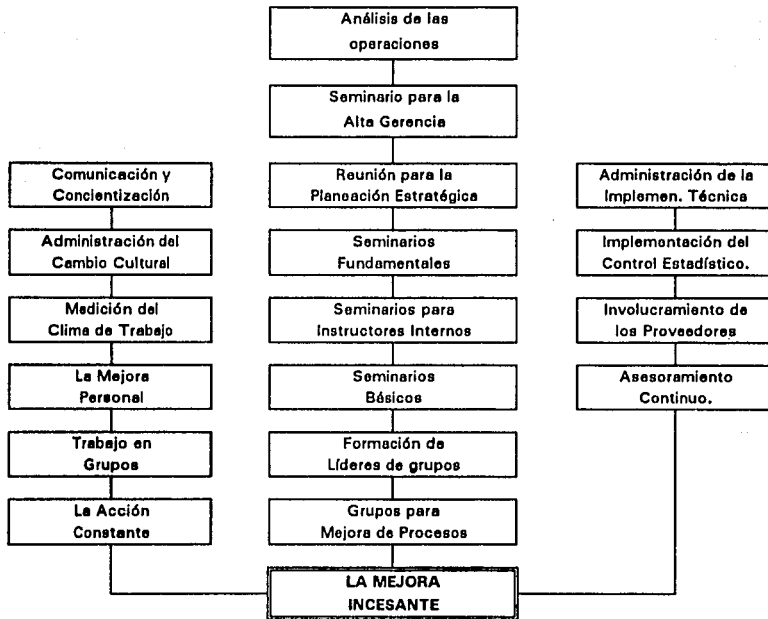 Análisis de las
operaciones
Seminario para la
Alta Gerencia
Comunicación y
Concientización
Reunión para la
Planeación Estratégica
Administración de la
Implemen. Técnica
Administración del
Cambio Cultural
Seminarios
Fundamentales
Implementación del
Control Estadístico.
Medición del
Clima de Trabajo
Seminarios para
Instructores Internos
Involucramiento de
los Proveedores
La Mejora
Personal
Seminarios
Básicos
Asesoramiento
Continuo.
Trabajo en
Grupos
Formación de
Líderes de grupos
La Acción
Constante
Grupos para
Mejora de Procesos
LA MEJORA
INCESANTE